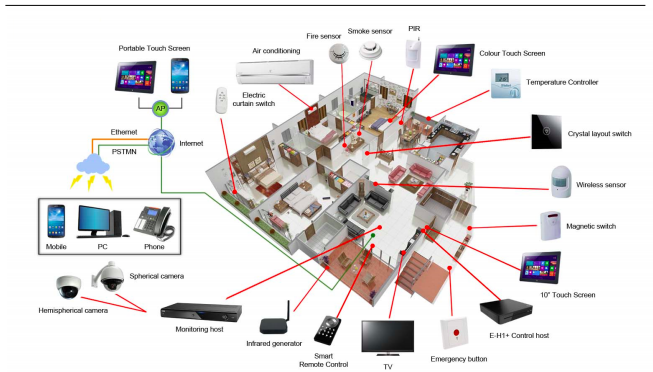 Portable Touch Screen
Air conditioning
Fire sensor
Smoke sensor
PIR
Colour Touch Screen
Electric
curtain switch
Temperature Controller
AP
Ethernet
Internet
PSTMN
Crystal layout switch
Wireless sensor
Mobile
PC
Phone
Magnetic switch
Spherical camera
10" Touch Screen
Hemispherical camera
Monitoring host
Infrared generator
Smart
Remote Control
TV
Emergency button
E-H1+ Control host